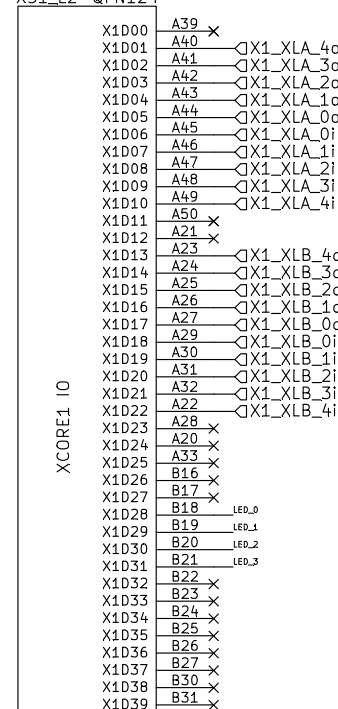 X1D00 A39
X1D01 A40 X1_XLA_4o
X1D02 A41 X1_XLA_3o
X1D03 A42 X1_XLA_2o
X1D04 A43 X1_XLA_1o
X1D05 A44 X1_XLA_0o
X1D06 A45 X1_XLA_0i
X1D07 A46 X1_XLA_1i
X1D08 A47 X1_XLA_2i
X1D09 A48 X1_XLA_3i
X1D10 A49 X1_XLA_4i
X1D11 A50
X1D12 A21
X1D13 A23 X1_XLB_4o
X1D14 A24 X1_XLB_3o
X1D15 A25 X1_XLB_2o
X1D16 A26 X1_XLB_1o
X1D17 A27 X1_XLB_0o
X1D18 A29 X1_XLB_0i
X1D19 A30 X1_XLB_1i
X1D20 A31 X1_XLB_2i
X1D21 A32 X1_XLB_3i
X1D22 A22 X1_XLB_4i
X1D23 A28
X1D24 A20
X1D25 A33
X1D26 B16
X1D27 B17
X1D28 B18 LED_0
X1D29 B19 LED_1
X1D30 B20 LED_2
X1D31 B21 LED_3
X1D32 B22
X1D33 B23
X1D34 B24
X1D35 B25
X1D36 B26
X1D37 B27
X1D38 B30
X1D39 B31
XCORE1 IO